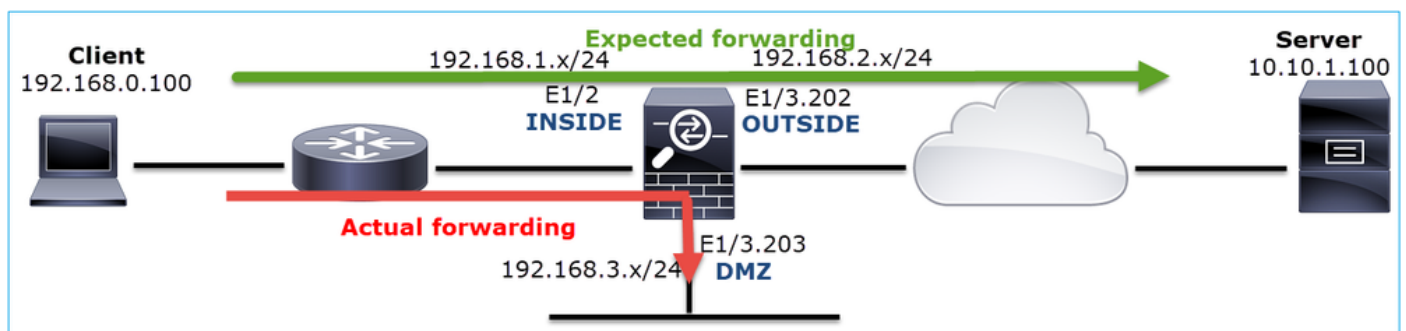 Expected forwarding
Client
192.168.0.100
192.168.1.x/24
192.168.2.x/24
Server
10.10.1.100
E1/2
INSIDE
E1/3.202
OUTSIDE
Actual forwarding
E1/3.203
192.168.3.x/24
DMZ